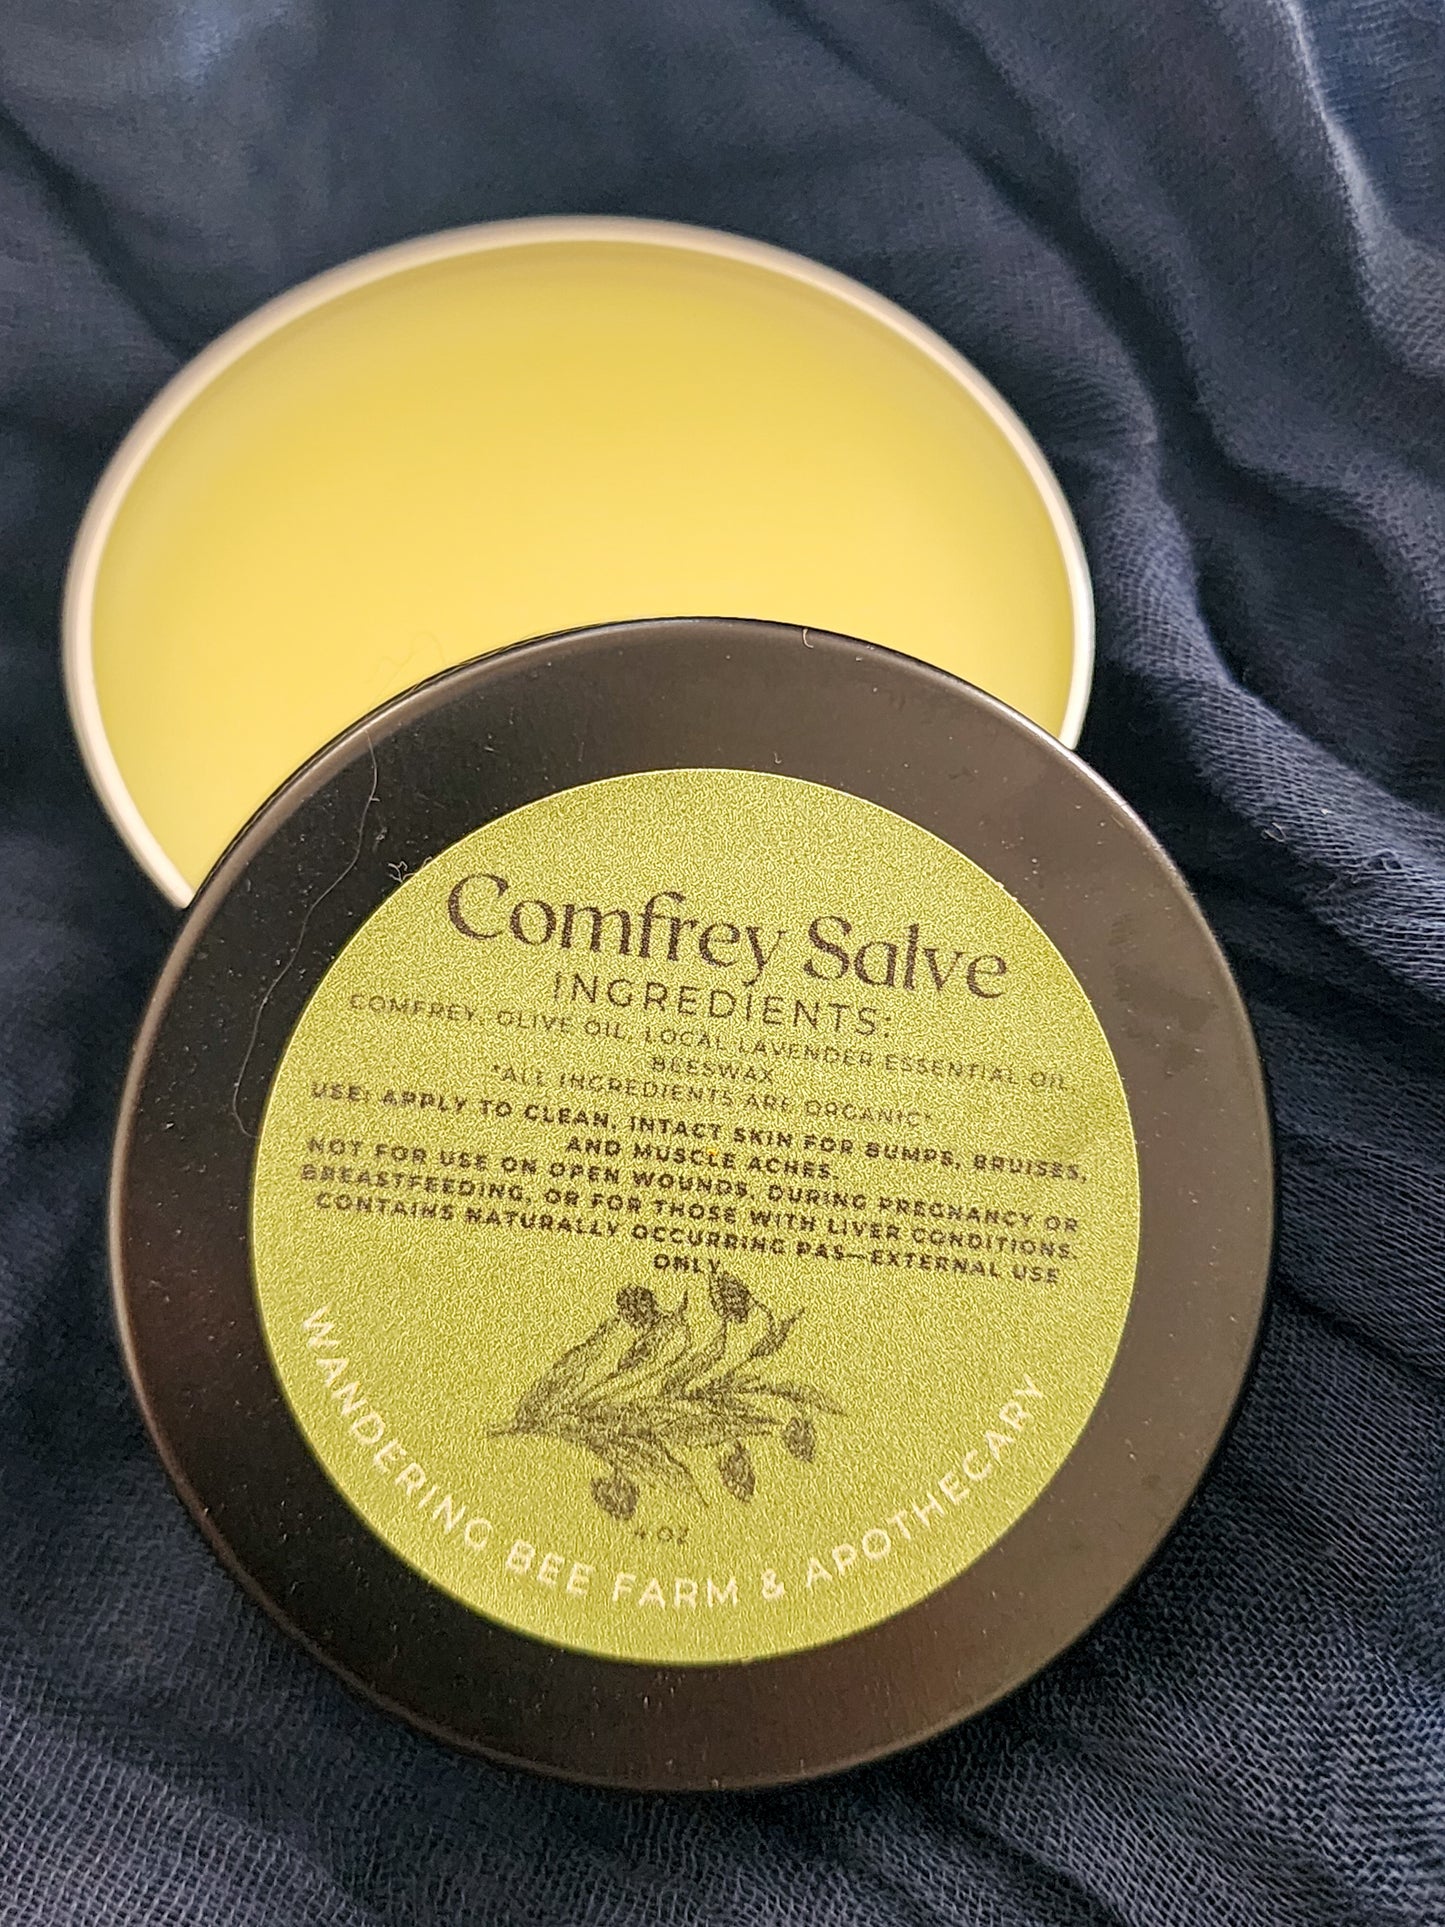 Comfrey Salve
INGREDIENTS:
COMFREY, OLIVE OIL, LOCAL LAVENDER ESSENTIAL OIL,
BEESWAX
*ALL INGREDIENTS ARE ORGANIC*
USE: APPLY TO CLEAN, INTACT SKIN FOR BUMPS, BRUISES,
AND MUSCLE ACHES.
NOT FOR USE ON OPEN WOUNDS, DURING PREGNANCY OR
BREASTFEEDING, OR FOR THOSE WITH LIVER CONDITIONS.
CONTAINS NATURALLY OCCURRING PAS—EXTERNAL USE
ONLY.
4 OZ
WANDERING BEE FARM & APOTHECARY